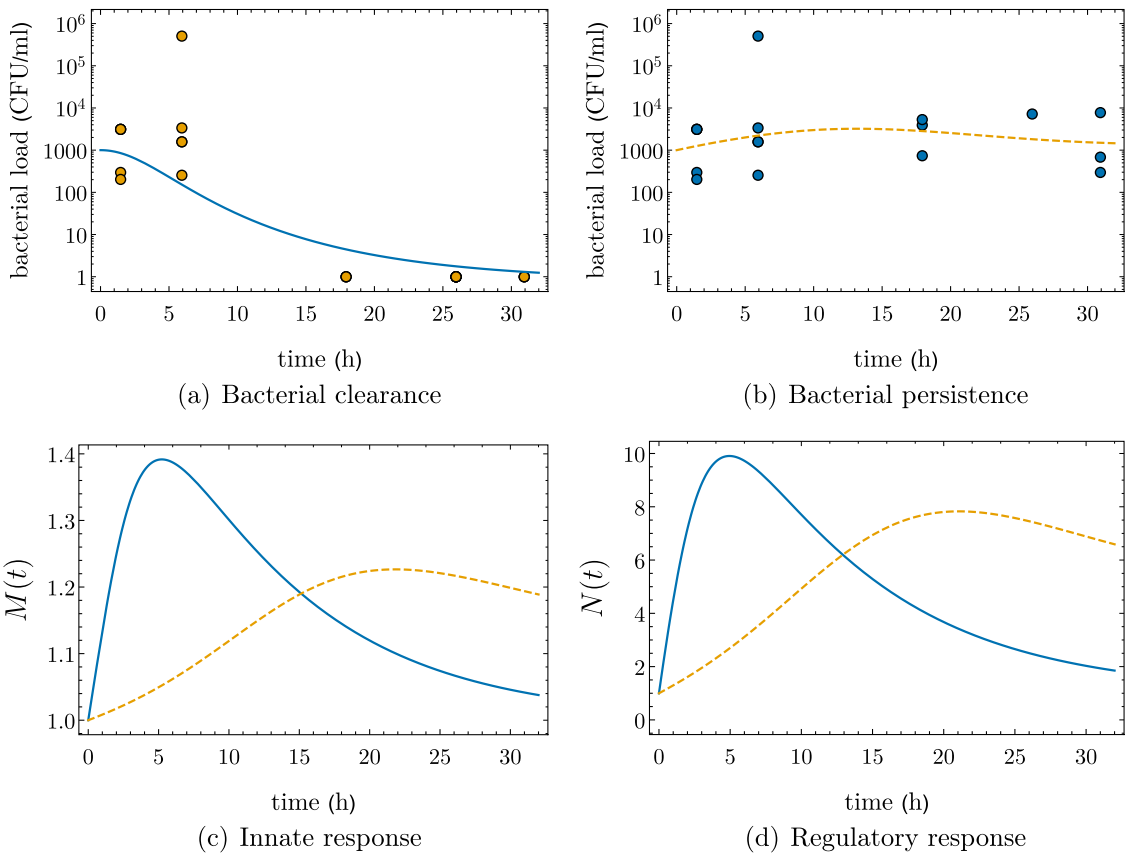 bacterial load (CFU/ml)
10^6
10^5
10^4
1000
100
10
1
0 5 10 15 20 25 30
time (h)
(a) Bacterial clearance
bacterial load (CFU/ml)
10^6
10^5
10^4
1000
100
10
1
0 5 10 15 20 25 30
time (h)
(b) Bacterial persistence
M(t)
1.4
1.3
1.2
1.1
1.0
0 5 10 15 20 25 30
time (h)
(c) Innate response
N(t)
10
8
6
4
2
0
0 5 10 15 20 25 30
time (h)
(d) Regulatory response